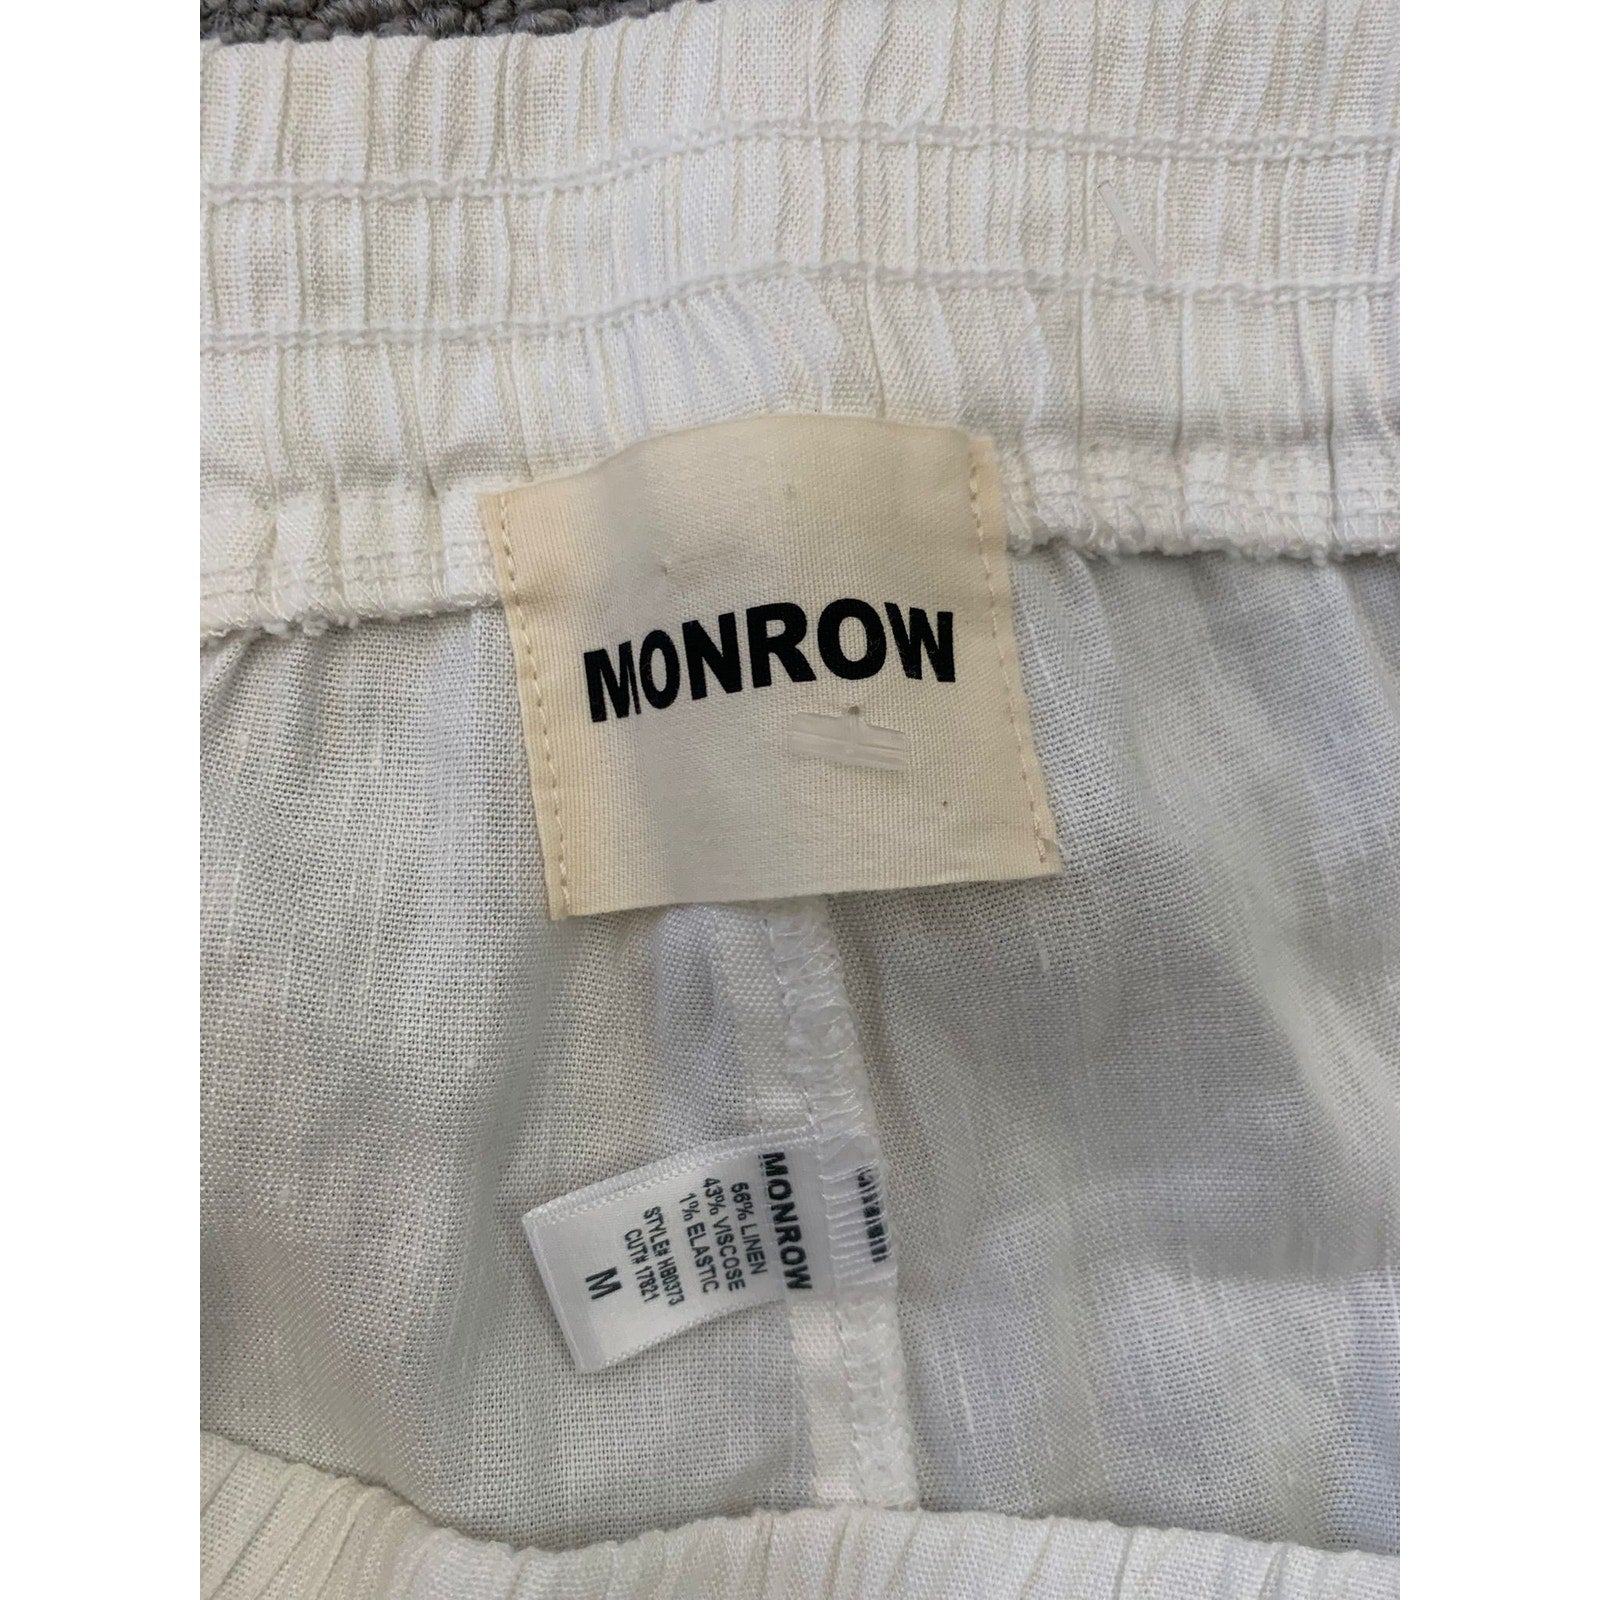 MONROW
MONROW
56% LINEN
43% VISCOSE
1% ELASTIC
STYLE# HB0373
CUT# 17821
M